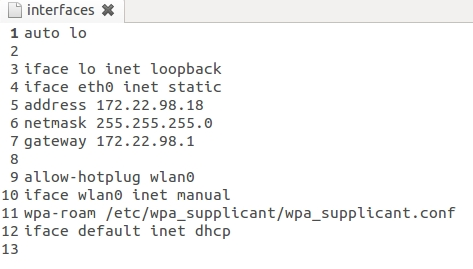 interfaces
1 auto lo
2
3 iface lo inet loopback
4 iface eth0 inet static
5 address 172.22.98.18
6 netmask 255.255.255.0
7 gateway 172.22.98.1
8
9 allow-hotplug wlan0
10 iface wlan0 inet manual
11 wpa-roam /etc/wpa_supplicant/wpa_supplicant.conf
12 iface default inet dhcp
13